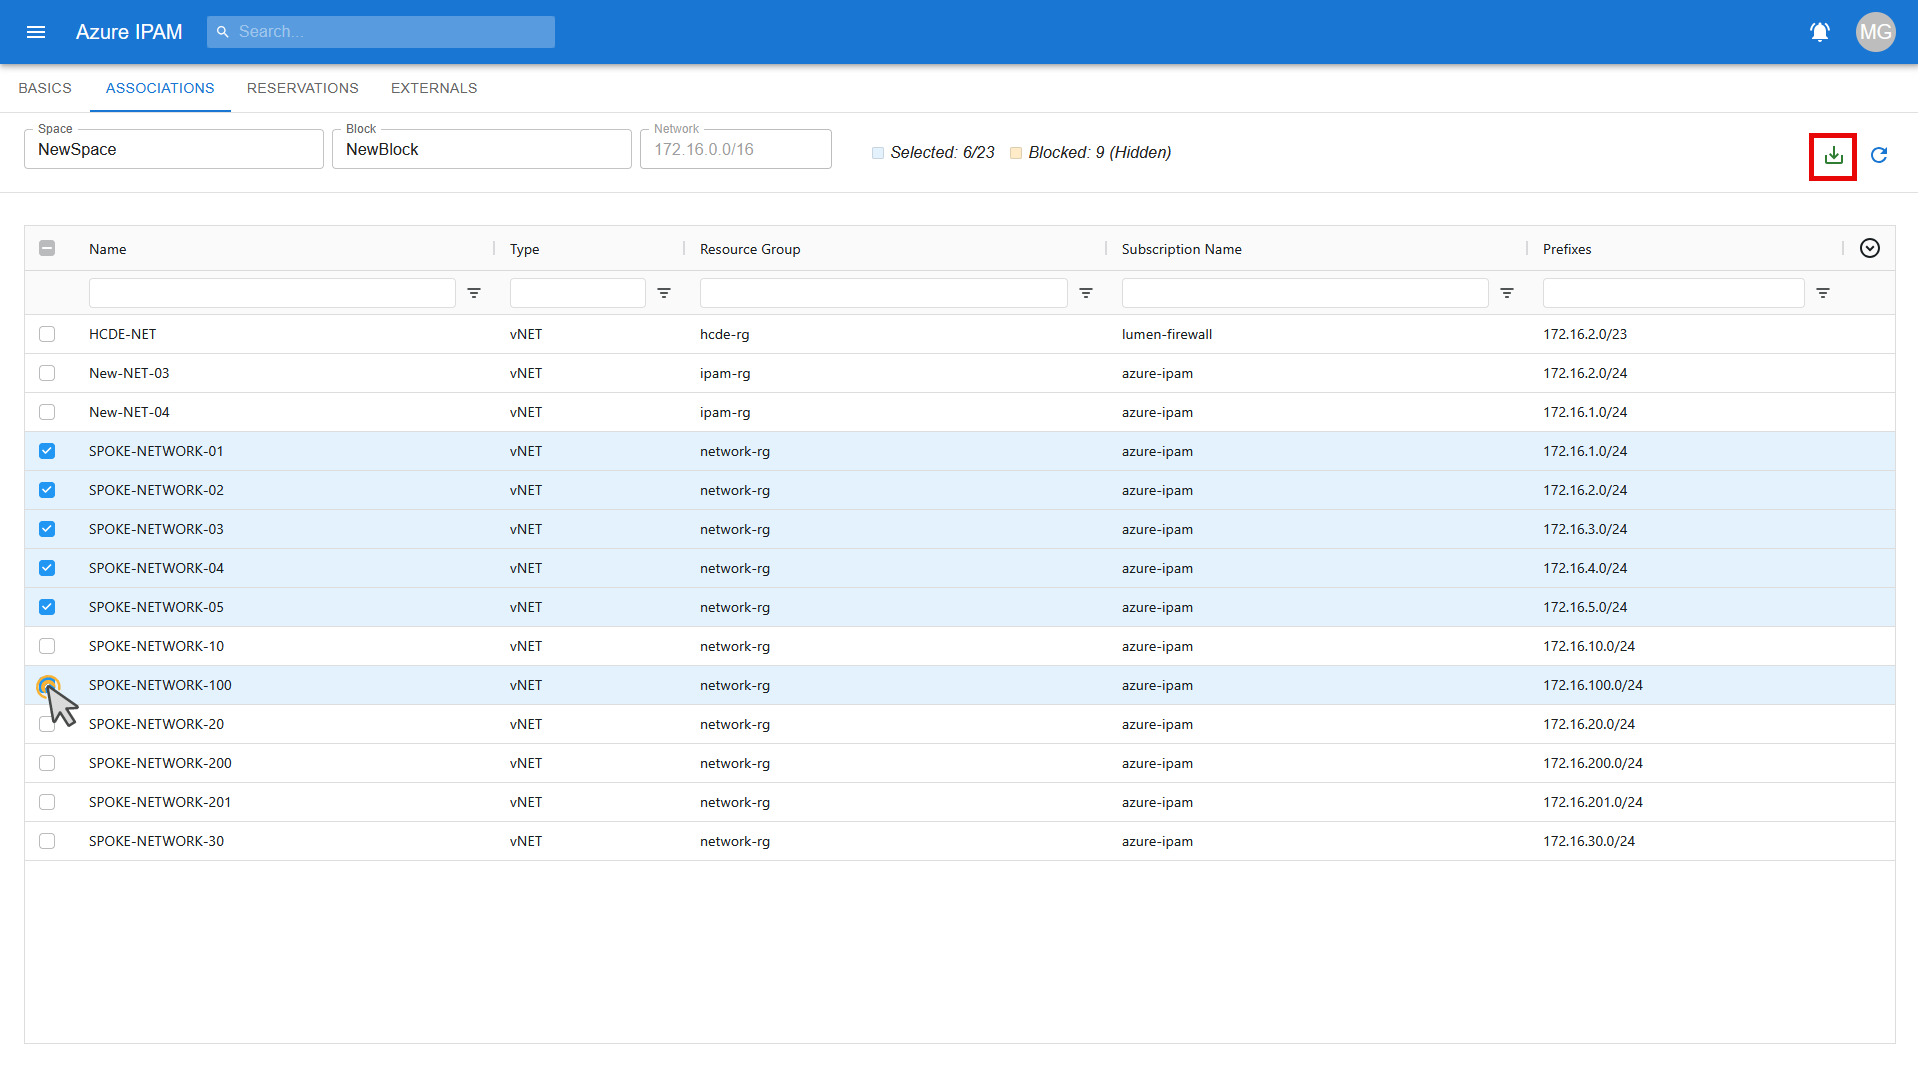 Azure IPAM Search... MG
BASICS ASSOCIATIONS RESERVATIONS EXTERNALS
Space Block Network
NewSpace NewBlock 172.16.0.0/16 Selected: 6/23 Blocked: 9 (Hidden)
Name Type Resource Group Subscription Name Prefixes
HCDE-NET vNET hcde-rg lumen-firewall 172.16.2.0/23
New-NET-03 vNET ipam-rg azure-ipam 172.16.2.0/24
New-NET-04 vNET ipam-rg azure-ipam 172.16.1.0/24
SPOKE-NETWORK-01 vNET network-rg azure-ipam 172.16.1.0/24
SPOKE-NETWORK-02 vNET network-rg azure-ipam 172.16.2.0/24
SPOKE-NETWORK-03 vNET network-rg azure-ipam 172.16.3.0/24
SPOKE-NETWORK-04 vNET network-rg azure-ipam 172.16.4.0/24
SPOKE-NETWORK-05 vNET network-rg azure-ipam 172.16.5.0/24
SPOKE-NETWORK-10 vNET network-rg azure-ipam 172.16.10.0/24
SPOKE-NETWORK-100 vNET network-rg azure-ipam 172.16.100.0/24
SPOKE-NETWORK-20 vNET network-rg azure-ipam 172.16.20.0/24
SPOKE-NETWORK-200 vNET network-rg azure-ipam 172.16.200.0/24
SPOKE-NETWORK-201 vNET network-rg azure-ipam 172.16.201.0/24
SPOKE-NETWORK-30 vNET network-rg azure-ipam 172.16.30.0/24